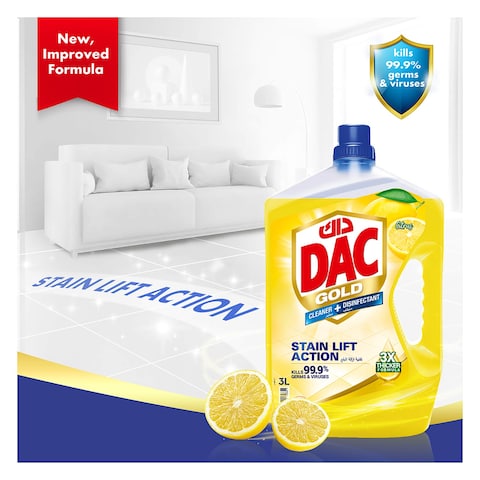 New,
Improved
Formula
kills
99.9%
germs
& viruses
STAIN LIFT ACTION
داك
DAC
GOLD
CLEANER + DISINFECTANT
STAIN LIFT
ACTION
KILLS 99.9%
GERMS & VIRUSES
3L
3X
THICKER
FORMULA